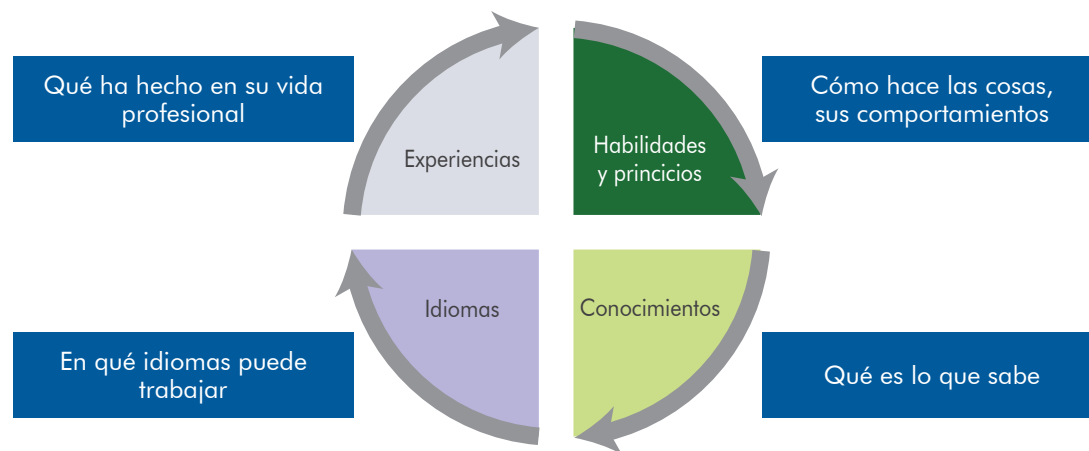 Qué ha hecho en su vida
profesional
Experiencias
Habilidades
y princicios
Cómo hace las cosas,
sus comportamientos
En qué idiomas puede
trabajar
Idiomas
Conocimientos
Qué es lo que sabe